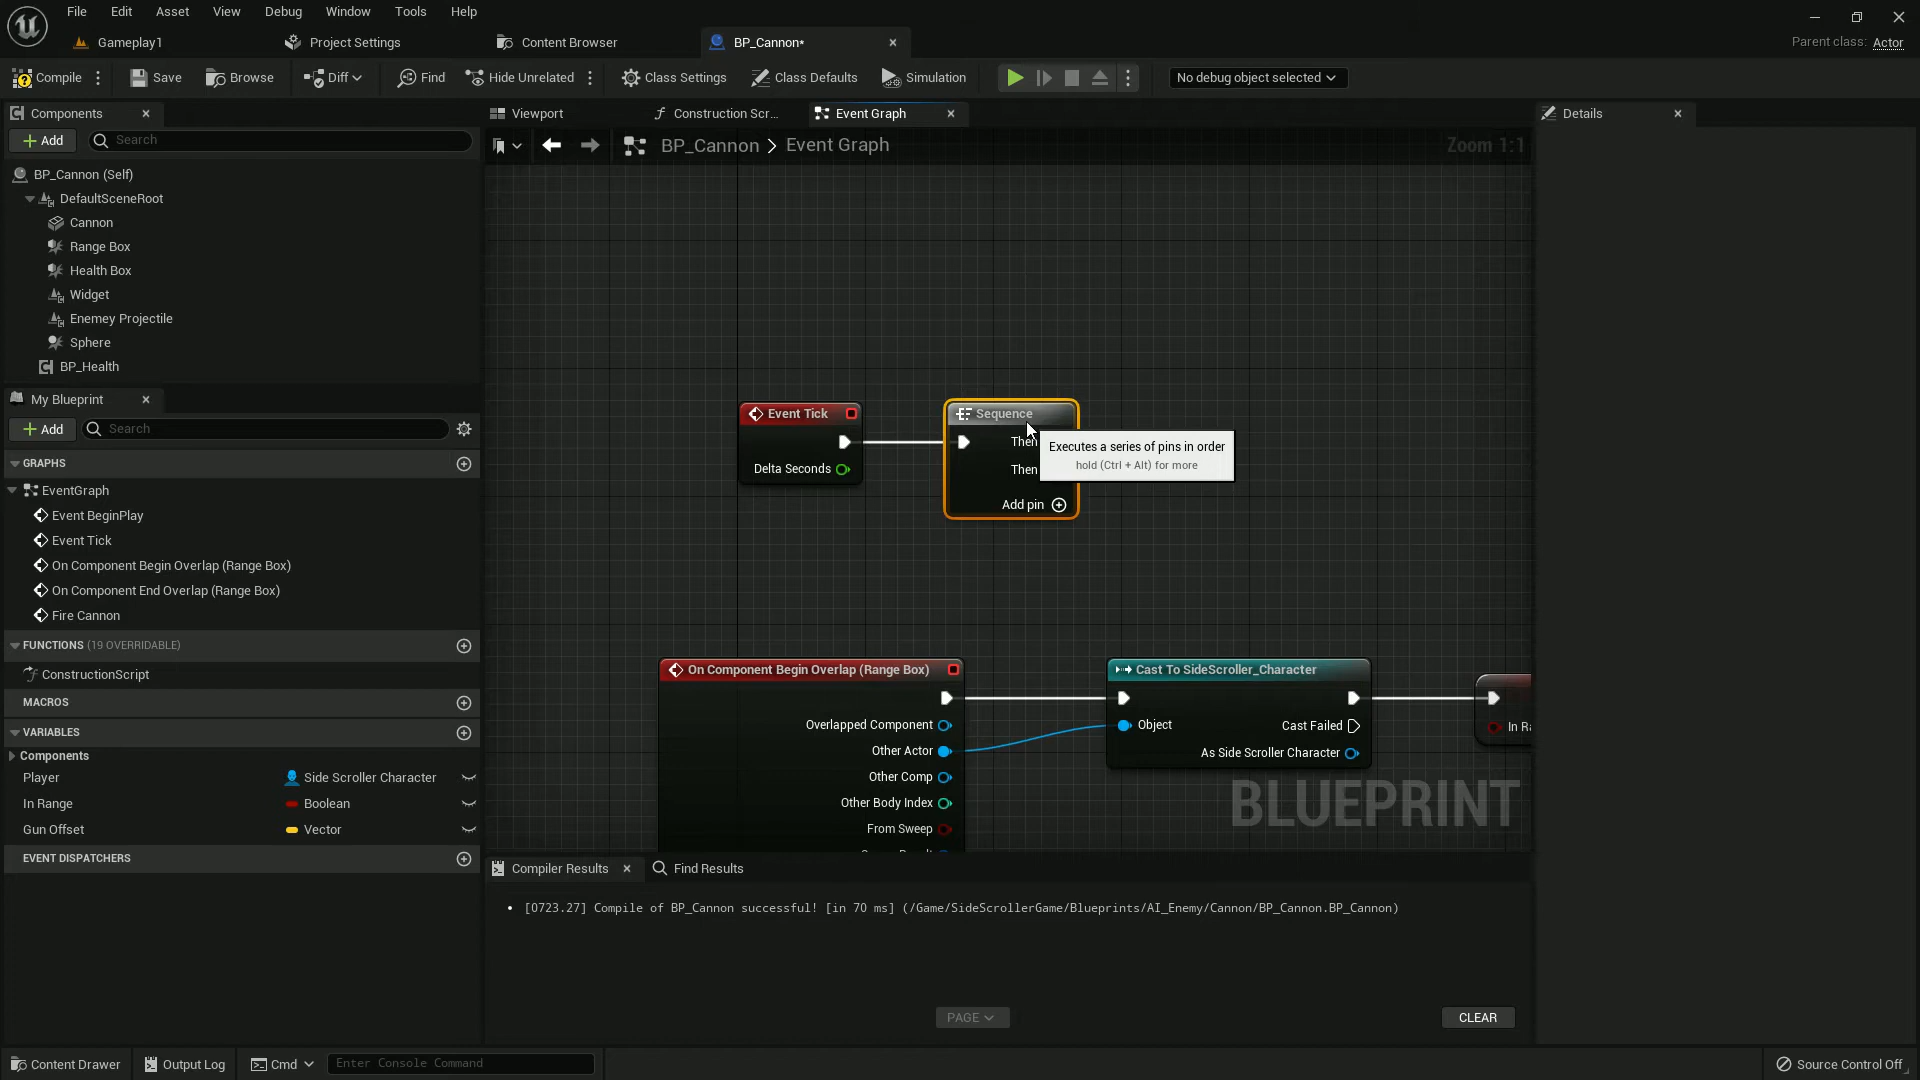 File Edit Asset View Debug Window Tools Help
Gameplay1 Project Settings Content Browser BP_Cannon*
Parent class: Actor
Compile Save Browse Diff Find Hide Unrelated Class Settings Class Defaults Simulation No debug object selected
Components Viewport Construction Scr... Event Graph Details
Add Search
BP_Cannon > Event Graph
Zoom 1:1
BP_Cannon (Self)
DefaultSceneRoot
Cannon
Range Box
Health Box
Widget
Enemey Projectile
Sphere
BP_Health
My Blueprint
Add Search
GRAPHS
EventGraph
Event BeginPlay
Event Tick
On Component Begin Overlap (Range Box)
On Component End Overlap (Range Box)
Fire Cannon
FUNCTIONS (19 OVERRIDABLE)
ConstructionScript
MACROS
VARIABLES
Components
Player Side Scroller Character
In Range Boolean
Gun Offset Vector
EVENT DISPATCHERS
Event Tick
Delta Seconds
Sequence
Then
Then
Add pin
Executes a series of pins in order
hold (Ctrl + Alt) for more
On Component Begin Overlap (Range Box)
Overlapped Component
Other Actor
Other Comp
Other Body Index
From Sweep
Cast To SideScroller_Character
Object
Cast Failed
As Side Scroller Character
In
BLUEPRINT
Compiler Results Find Results
• [0723.27] Compile of BP_Cannon successful! [in 70 ms] (/Game/SideScrollerGame/Blueprints/AI_Enemy/Cannon/BP_Cannon.BP_Cannon)
PAGE
CLEAR
Content Drawer Output Log Cmd Enter Console Command Source Control Off